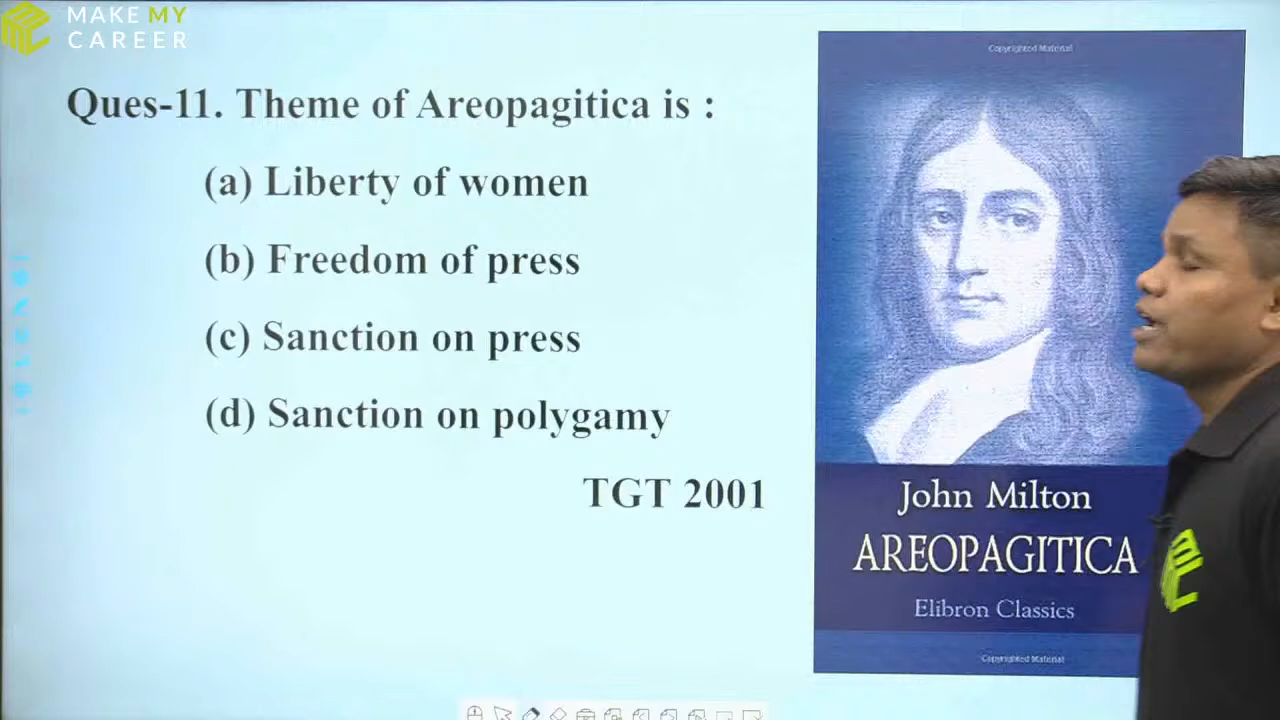 MAKE MY
CAREER
Ques-11. Theme of Areopagitica is :
(a) Liberty of women
(b) Freedom of press
(c) Sanction on press
(d) Sanction on polygamy
TGT 2001
Copyrighted Material
John Milton
AREOPAGITICA
Elibron Classics
Copyrighted Material